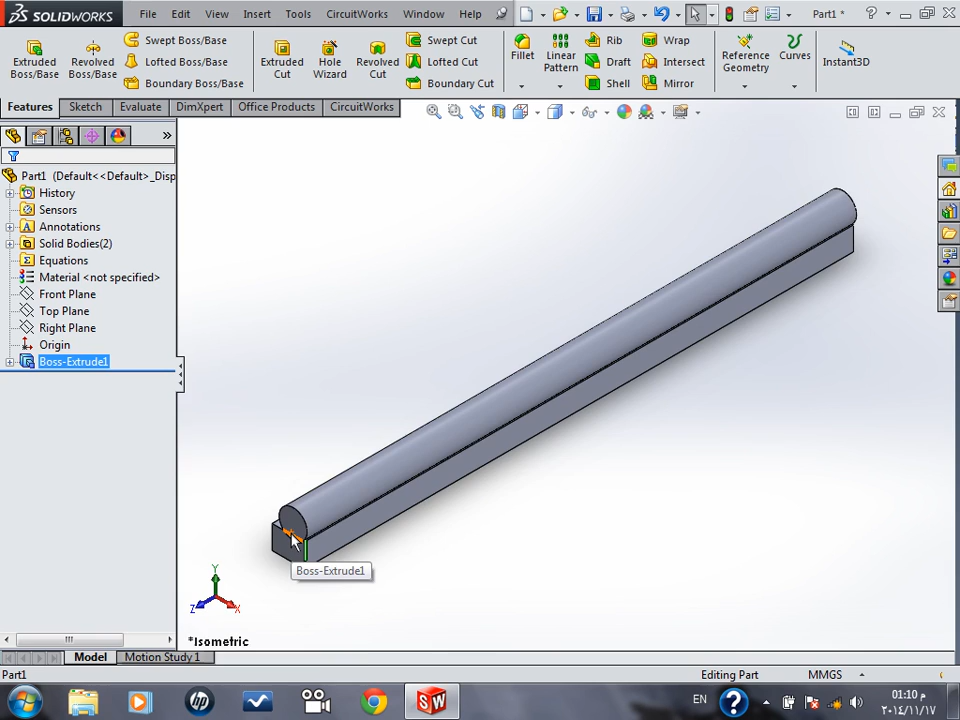 SOLIDWORKS File Edit View Insert Tools CircuitWorks Window Help Part1 *
Extruded Boss/Base
Revolved Boss/Base
Swept Boss/Base
Lofted Boss/Base
Boundary Boss/Base
Extruded Cut
Hole Wizard
Revolved Cut
Swept Cut
Lofted Cut
Boundary Cut
Fillet
Linear Pattern
Rib
Draft
Shell
Wrap
Intersect
Mirror
Reference Geometry
Curves
Instant3D
Features Sketch Evaluate DimXpert Office Products CircuitWorks
Part1 (Default<<Default>_Disp
History
Sensors
Annotations
Solid Bodies(2)
Equations
Material <not specified>
Front Plane
Top Plane
Right Plane
Origin
Boss-Extrude1
Boss-Extrude1
Y
Z
X
*Isometric
Model Motion Study 1
Part1 Editing Part MMGS
EN
01:10 م
٢٠١٤/١١/١٧